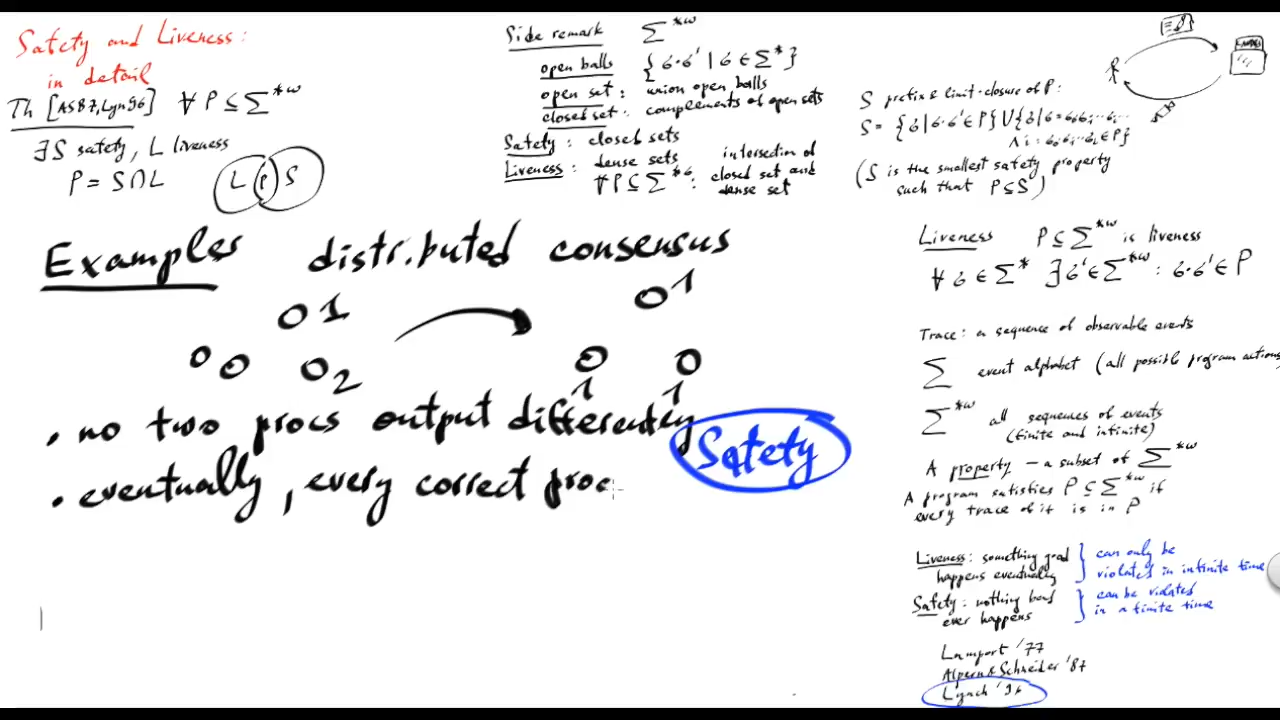 Safety and Liveness:
in detail
Th [AS87, Lyn96] ∀ P ⊆ Σ*ω
∃ S safety, L liveness
P = S ∩ L
L P S
Side remark Σ*ω
open balls {σ·σ' | σ ∈ Σ*}
open set: union open balls
closed set: complements of open sets
Safety: closed sets
Liveness: dense sets
∀P ⊆ Σ*ω: intersection of
closed set and
dense set
S prefix & limit-closure of P:
S = {σ | σ·σ' ∈ P} ∪ {σ | σ = σ₀σ₁...σᵢ...
∧ i: σ₀σ₁...σᵢ ∈ P}
(S is the smallest safety property
such that P ⊆ S)
Examples distributed consensus
0 1
0 0
0 2
0 1
0 0
1 1
. no two procs output differently
Safety
. eventually, every correct proc
Liveness P ⊆ Σ*ω is liveness
∀ σ ∈ Σ* ∃σ' ∈ Σ*ω: σ·σ' ∈ P
Trace: a sequence of observable events
Σ event alphabet (all possible program actions
Σ*ω all sequences of events
(finite and infinite)
A property – a subset of Σ*ω
A program satisfies P ⊆ Σ*ω if
every trace of it is in P
Liveness: something good
happens eventually
can only be
violated in infinite time
Safety: nothing bad
ever happens
can be violated
in a finite time
Lamport '77
Alpern & Schneider '87
Lynch '96